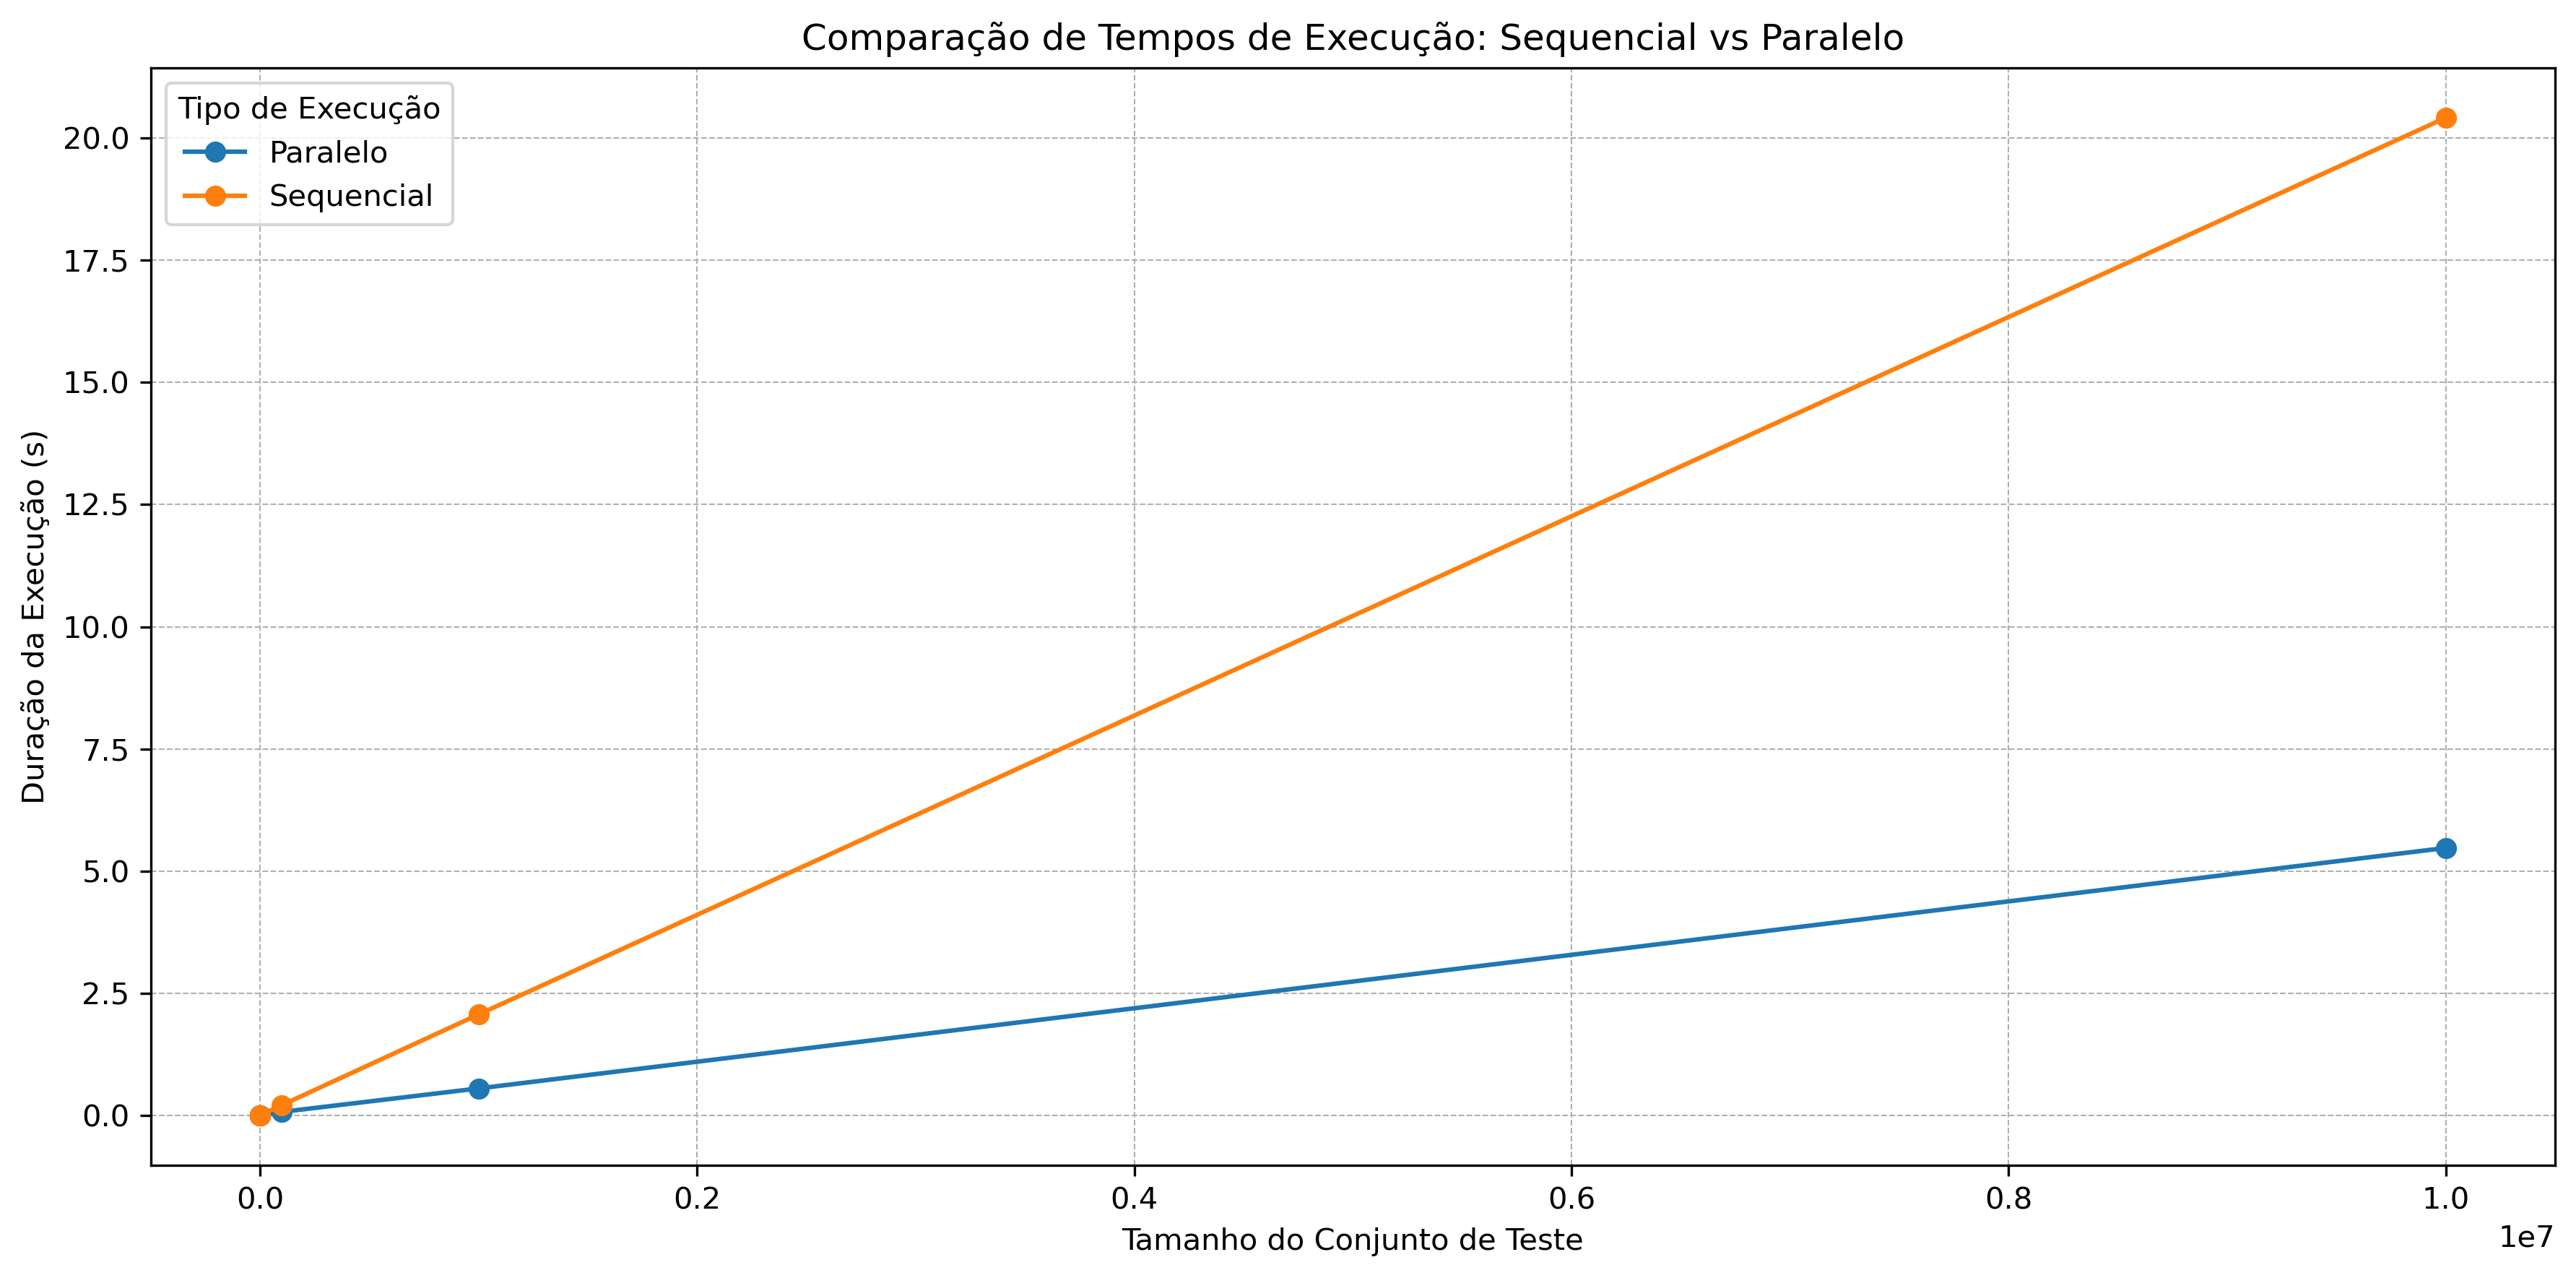 Comparação de Tempos de Execução: Sequencial vs Paralelo
Tipo de Execução
Paralelo
Sequencial
20.0
17.5
15.0
12.5
10.0
7.5
5.0
2.5
0.0
Duração da Execução (s)
0.0 0.2 0.4 0.6 0.8 1.0
1e7
Tamanho do Conjunto de Teste